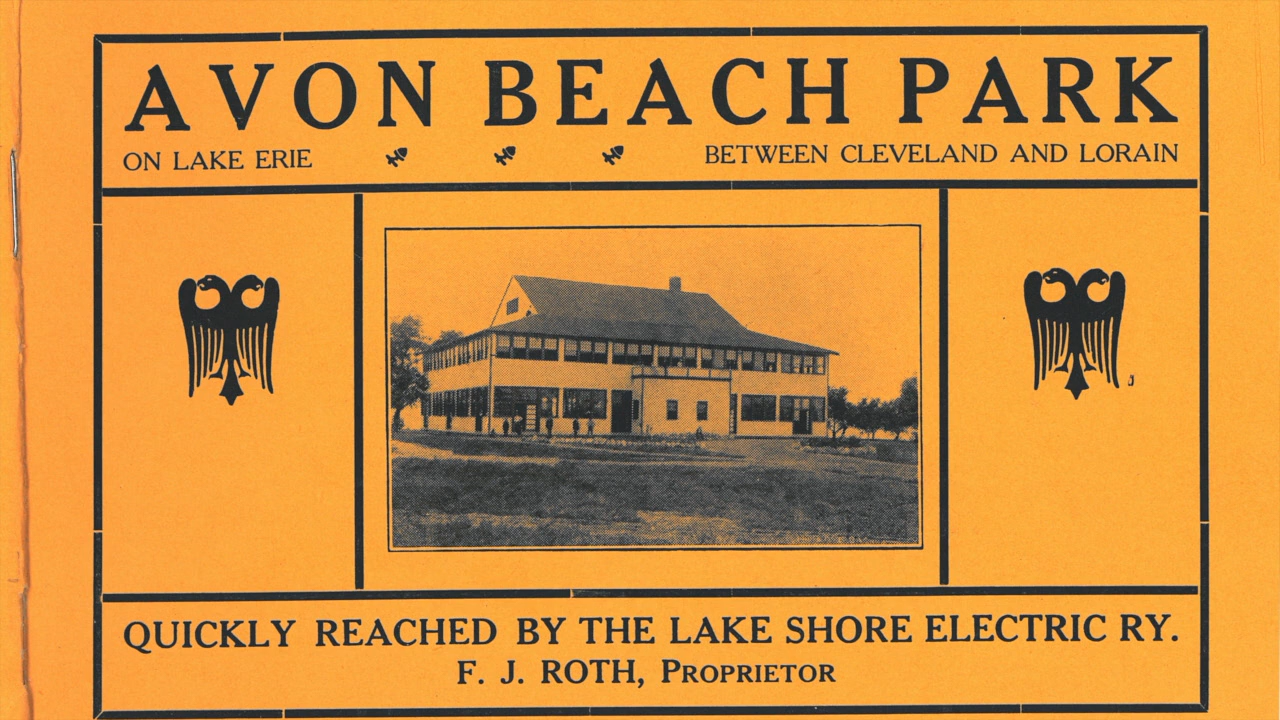 AVON BEACH PARK
ON LAKE ERIE BETWEEN CLEVELAND AND LORAIN
QUICKLY REACHED BY THE LAKE SHORE ELECTRIC RY.
F. J. ROTH, PROPRIETOR